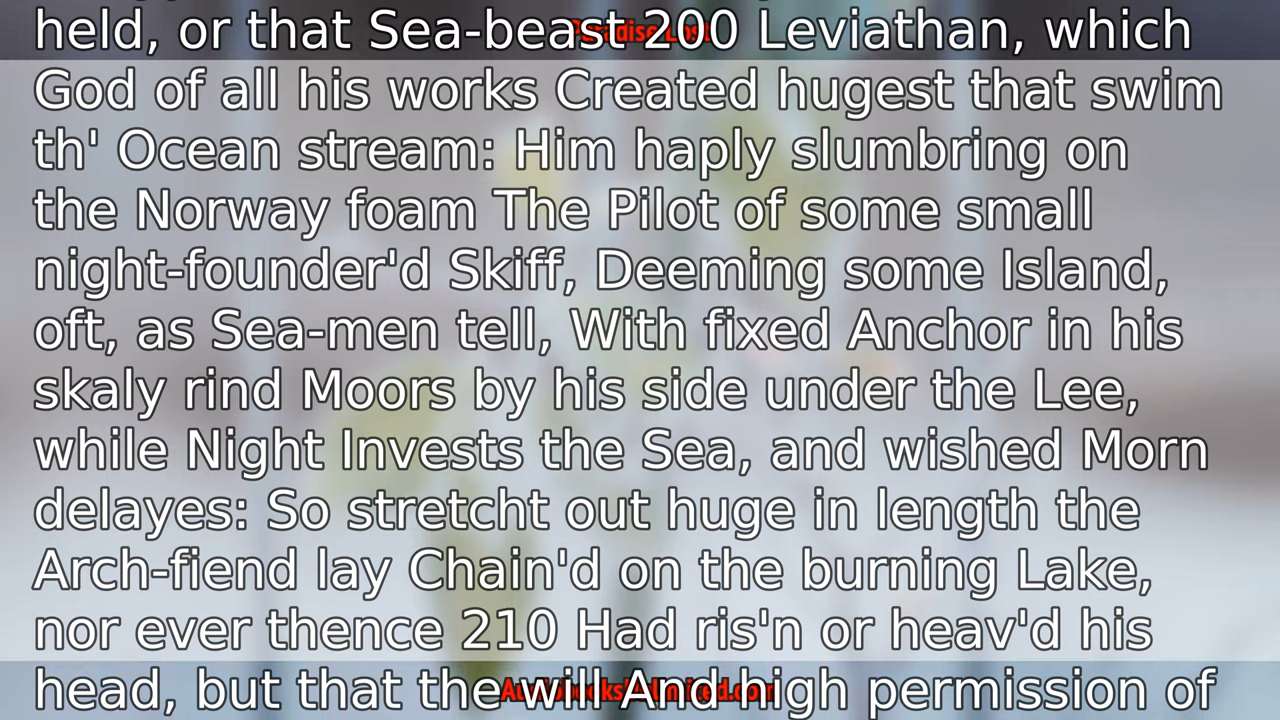 held, or that Sea-beast 200 Leviathan, which
Paradise Lost
God of all his works Created hugest that swim
th' Ocean stream: Him haply slumbring on
the Norway foam The Pilot of some small
night-founder'd Skiff, Deeming some Island,
oft, as Sea-men tell, With fixed Anchor in his
skaly rind Moors by his side under the Lee,
while Night Invests the Sea, and wished Morn
delayes: So stretcht out huge in length the
Arch-fiend lay Chain'd on the burning Lake,
nor ever thence 210 Had ris'n or heav'd his
head, but that the will And high permission of